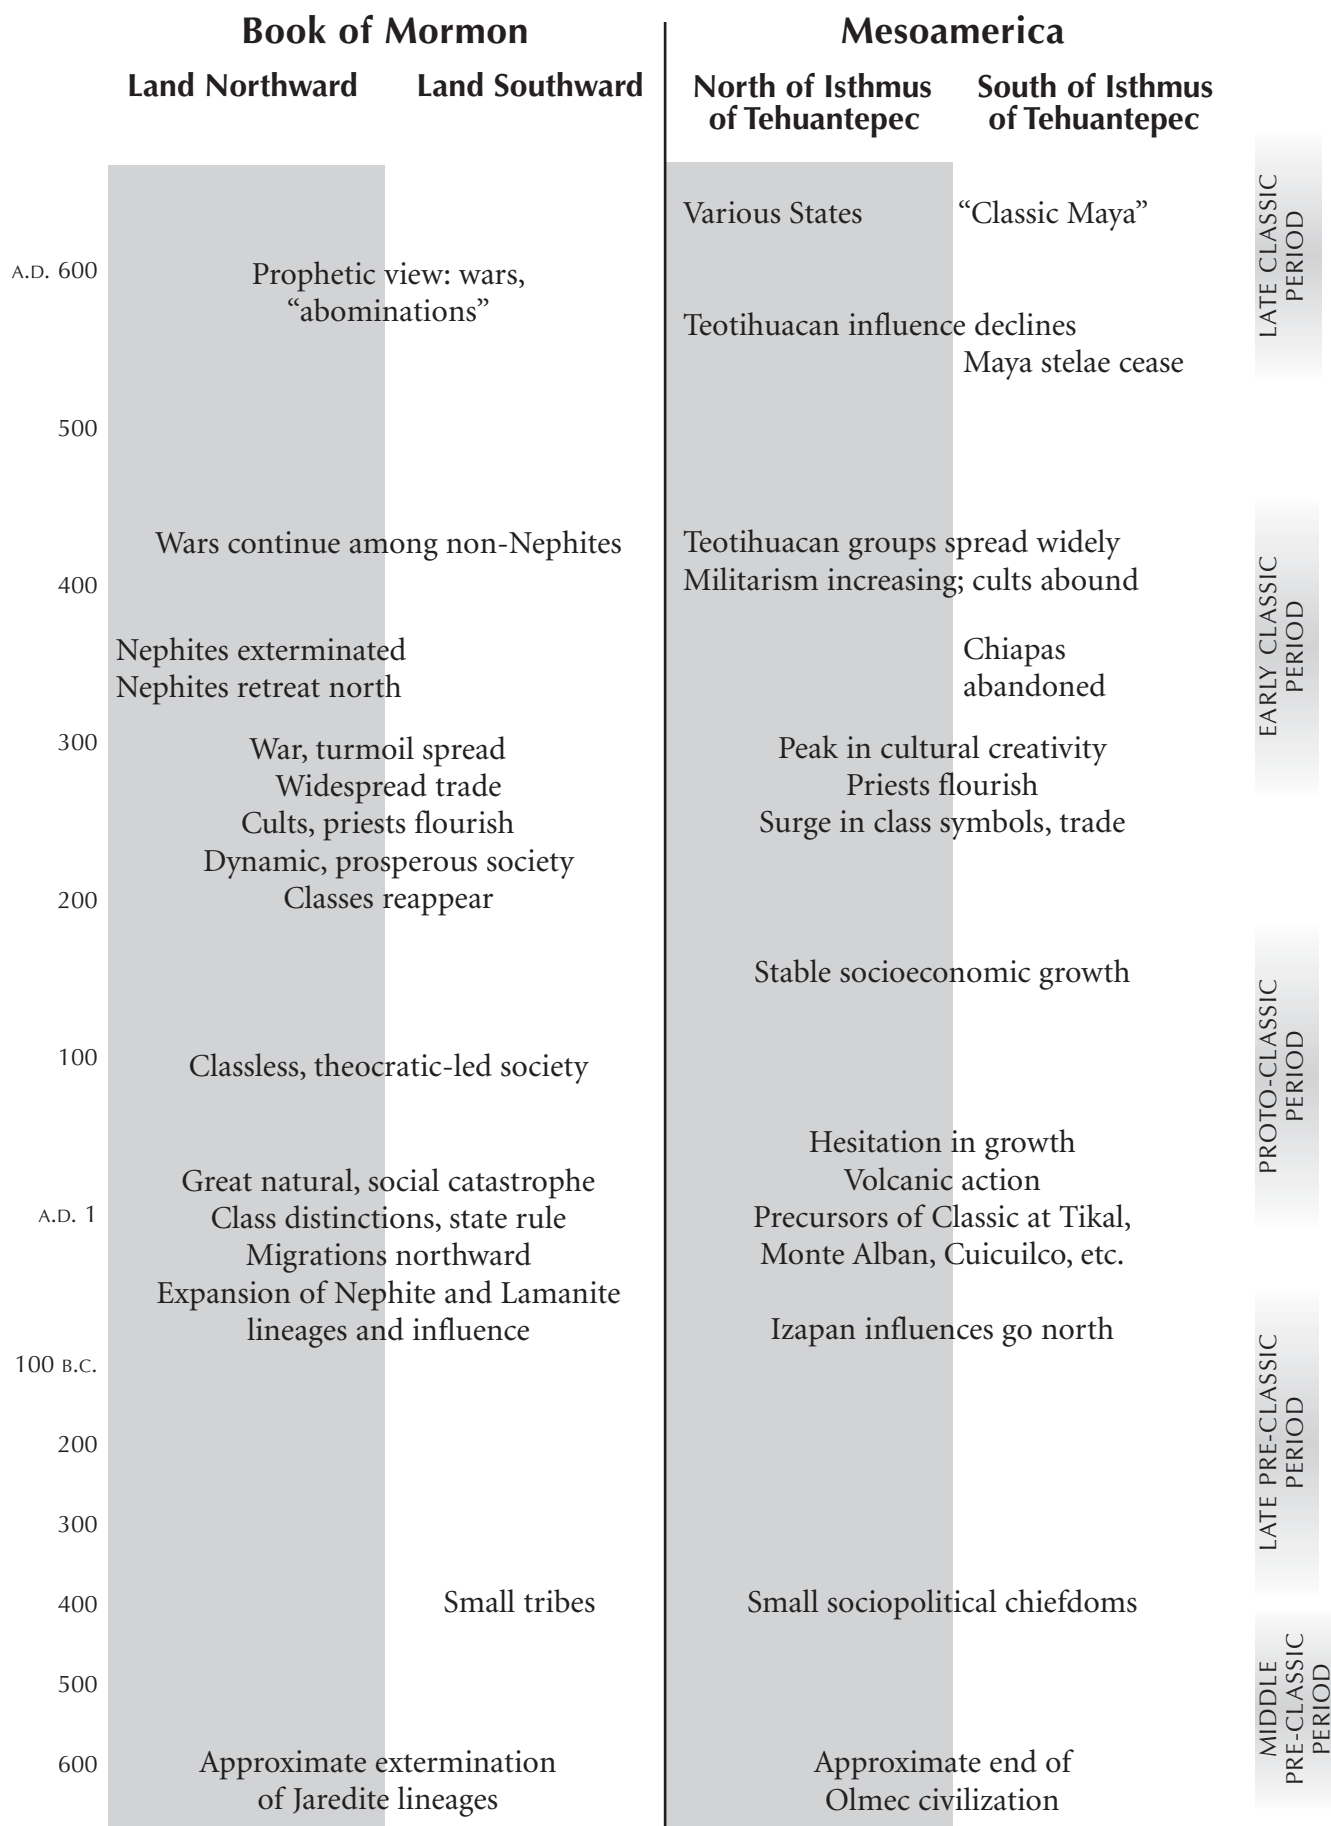 Book of Mormon
Land Northward
Land Southward
Mesoamerica
North of Isthmus
of Tehuantepec
South of Isthmus
of Tehuantepec
Various States
“Classic Maya”
A.D. 600
Prophetic view: wars,
“abominations”
Teotihuacan influence declines
Maya stelae cease
LATE CLASSIC
PERIOD
500
Wars continue among non-Nephites
Teotihuacan groups spread widely
400
Militarism increasing; cults abound
Nephites exterminated
Nephites retreat north
Chiapas
abandoned
EARLY CLASSIC
PERIOD
300
War, turmoil spread
Widespread trade
Cults, priests flourish
Dynamic, prosperous society
Classes reappear
Peak in cultural creativity
Priests flourish
Surge in class symbols, trade
200
Stable socioeconomic growth
100
Classless, theocratic-led society
PROTO-CLASSIC
PERIOD
Hesitation in growth
Volcanic action
Precursors of Classic at Tikal,
Monte Alban, Cuicuilco, etc.
Great natural, social catastrophe
A.D. 1
Class distinctions, state rule
Migrations northward
Expansion of Nephite and Lamanite
lineages and influence
Izapan influences go north
100 B.C.
200
300
LATE PRE-CLASSIC
PERIOD
400
Small tribes
Small sociopolitical chiefdoms
500
MIDDLE
PRE-CLASSIC
PERIOD
600
Approximate extermination
of Jaredite lineages
Approximate end of
Olmec civilization